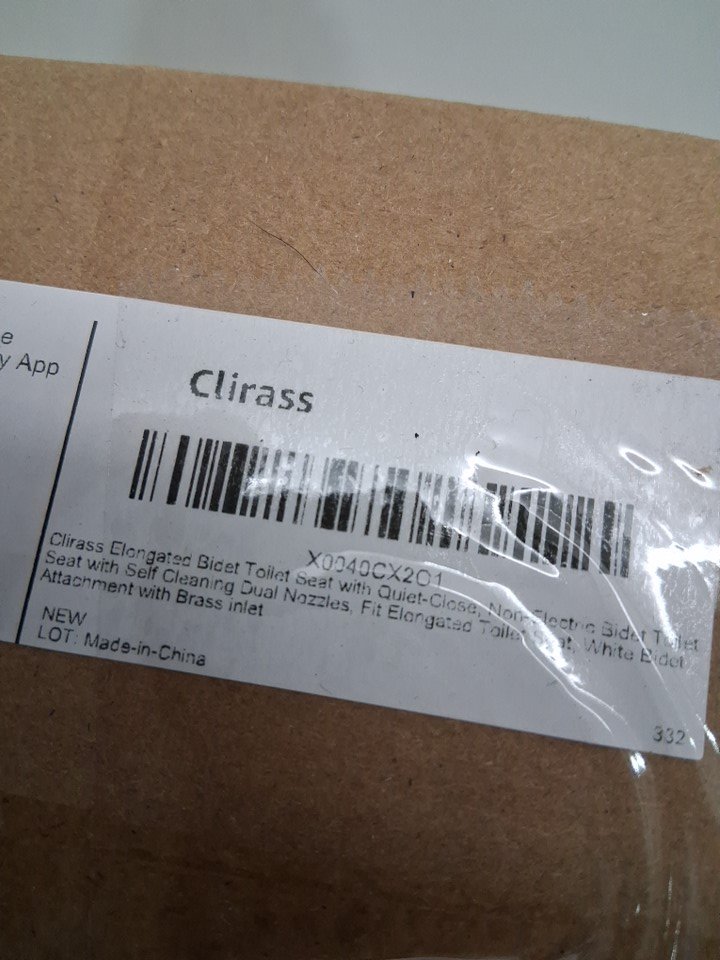 e
y App
Clirass
X0040CX2O1
Clirass Elongated Bidet Toilet Seat with Quiet-Close, Non-Electric Bidet Toilet
Seat with Self Cleaning Dual Nozzles, Fit Elongated Toilet Seat, White Bidet
Attachment with Brass Inlet
NEW
LOT: Made-in-China
332